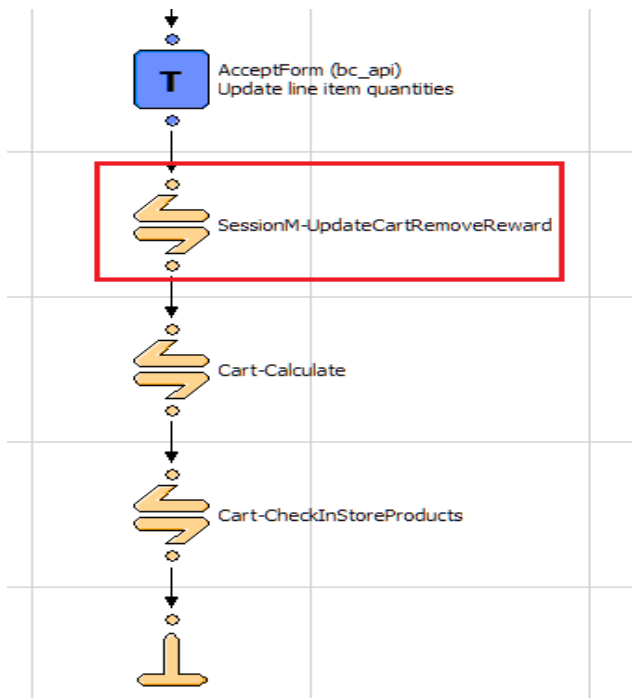 T
AcceptForm (bc_api)
Update line item quantities
SessionM-UpdateCartRemoveReward
Cart-Calculate
Cart-CheckInStoreProducts